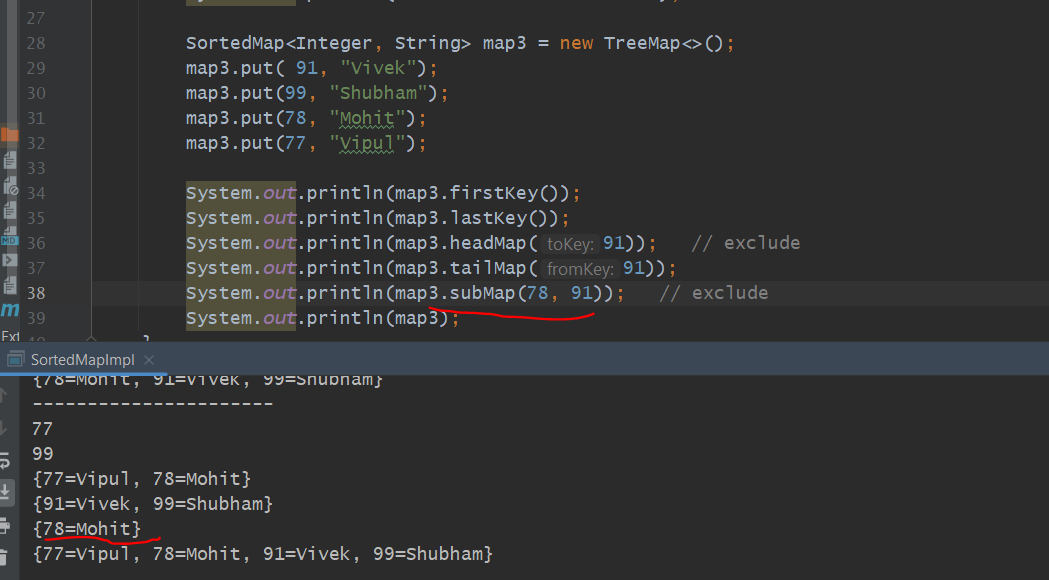 27
28 SortedMap<Integer, String> map3 = new TreeMap<>();
29 map3.put( 91, "Vivek");
30 map3.put(99, "Shubham");
31 map3.put(78, "Mohit");
32 map3.put(77, "Vipul");
33
34 System.out.println(map3.firstKey());
35 System.out.println(map3.lastKey());
36 System.out.println(map3.headMap( toKey: 91)); // exclude
37 System.out.println(map3.tailMap( fromKey: 91));
38 System.out.println(map3.subMap(78, 91)); // exclude
39 System.out.println(map3);
Ext
SortedMapImpl ×
{78=Mohit, 91=Vivek, 99=Shubham}
----------------------
77
99
{77=Vipul, 78=Mohit}
{91=Vivek, 99=Shubham}
{78=Mohit}
{77=Vipul, 78=Mohit, 91=Vivek, 99=Shubham}